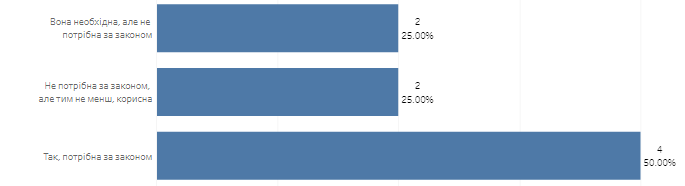 Вона необхідна, але не
потрібна за законом
2
25.00%
Не потрібна за законом,
але тим не менш, корисна
2
25.00%
Так, потрібна за законом
4
50.00%